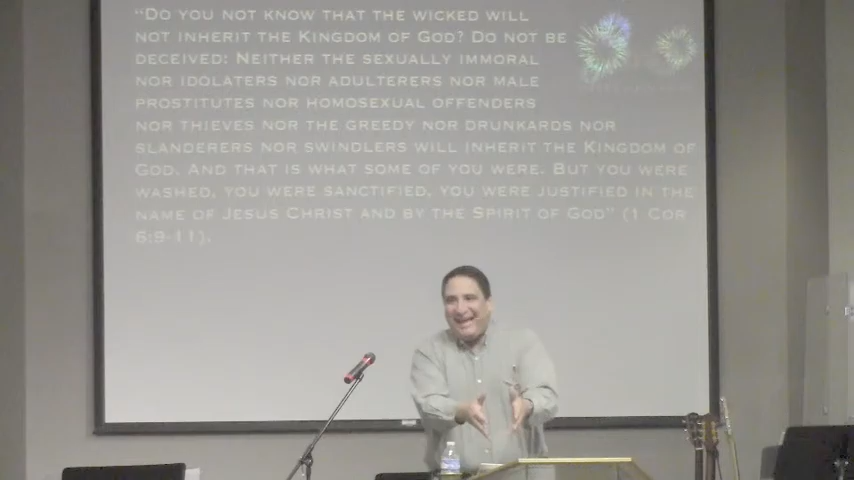 "Do you not know that the wicked will
not inherit the Kingdom of God? Do not be
deceived: Neither the sexually immoral
nor idolaters nor adulterers nor male
prostitutes nor homosexual offenders
nor thieves nor the greedy nor drunkards nor
slanderers nor swindlers will inherit the Kingdom of
God. And that is what some of you were. But you were
washed, you were sanctified, you were justified in the
name of Jesus Christ and by the Spirit of God" (1 Cor
6:9-11).